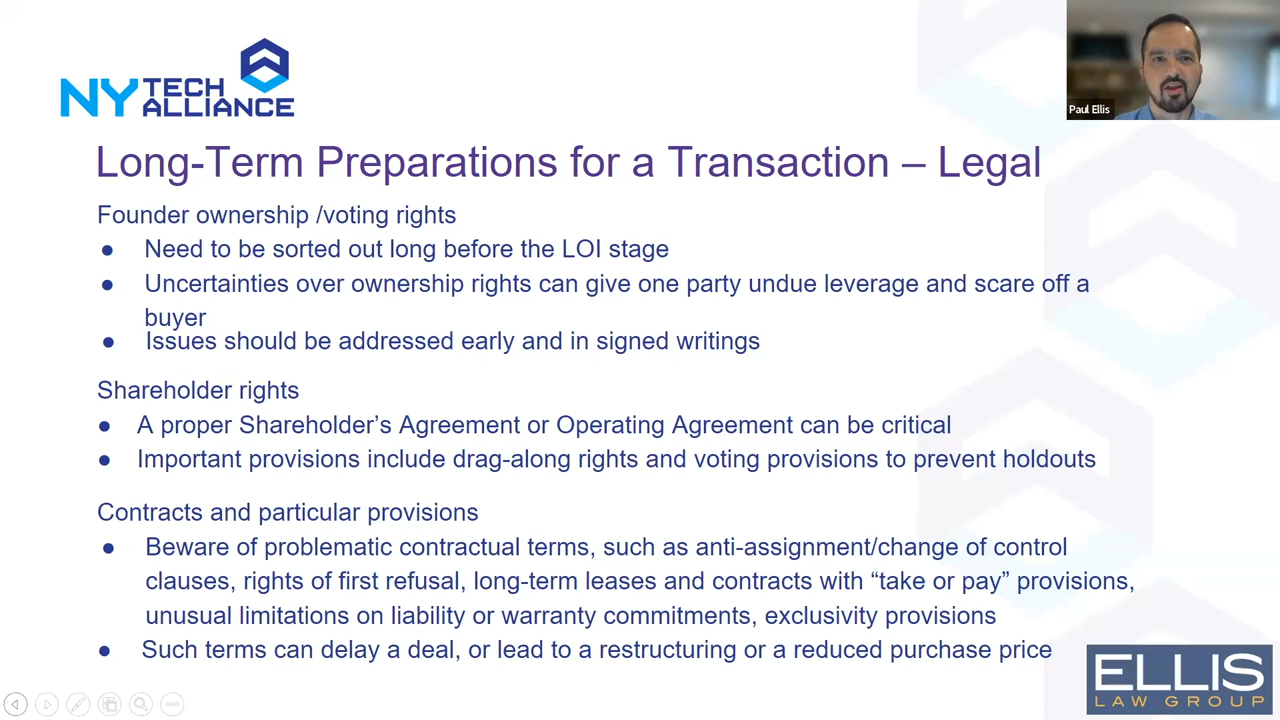 NY TECH
ALLIANCE
Paul Ellis
Long-Term Preparations for a Transaction – Legal
Founder ownership /voting rights
● Need to be sorted out long before the LOI stage
● Uncertainties over ownership rights can give one party undue leverage and scare off a
buyer
● Issues should be addressed early and in signed writings
Shareholder rights
● A proper Shareholder’s Agreement or Operating Agreement can be critical
● Important provisions include drag-along rights and voting provisions to prevent holdouts
Contracts and particular provisions
● Beware of problematic contractual terms, such as anti-assignment/change of control
clauses, rights of first refusal, long-term leases and contracts with “take or pay” provisions,
unusual limitations on liability or warranty commitments, exclusivity provisions
● Such terms can delay a deal, or lead to a restructuring or a reduced purchase price
ELLIS
LAW GROUP